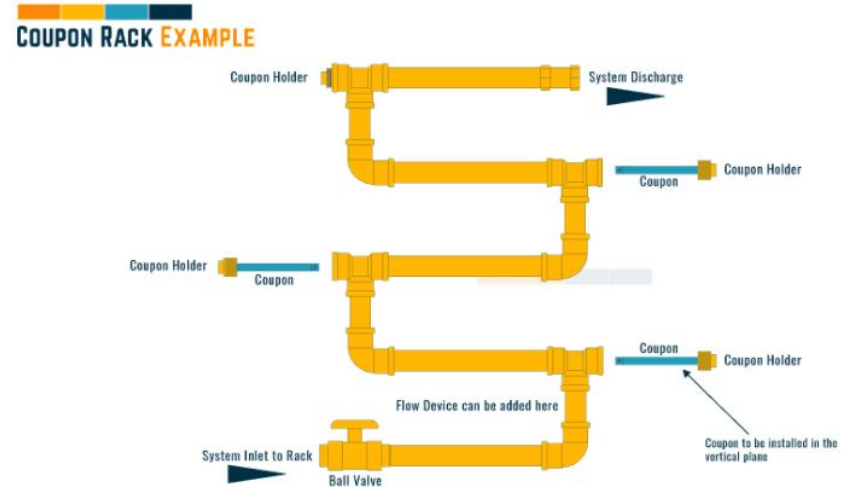 COUPON RACK EXAMPLE
Coupon Holder
System Discharge
Coupon
Coupon Holder
Coupon Holder
Coupon
Coupon
Coupon Holder
Flow Device can be added here
Coupon to be installed in the
vertical plane
System Inlet to Rack
Ball Valve